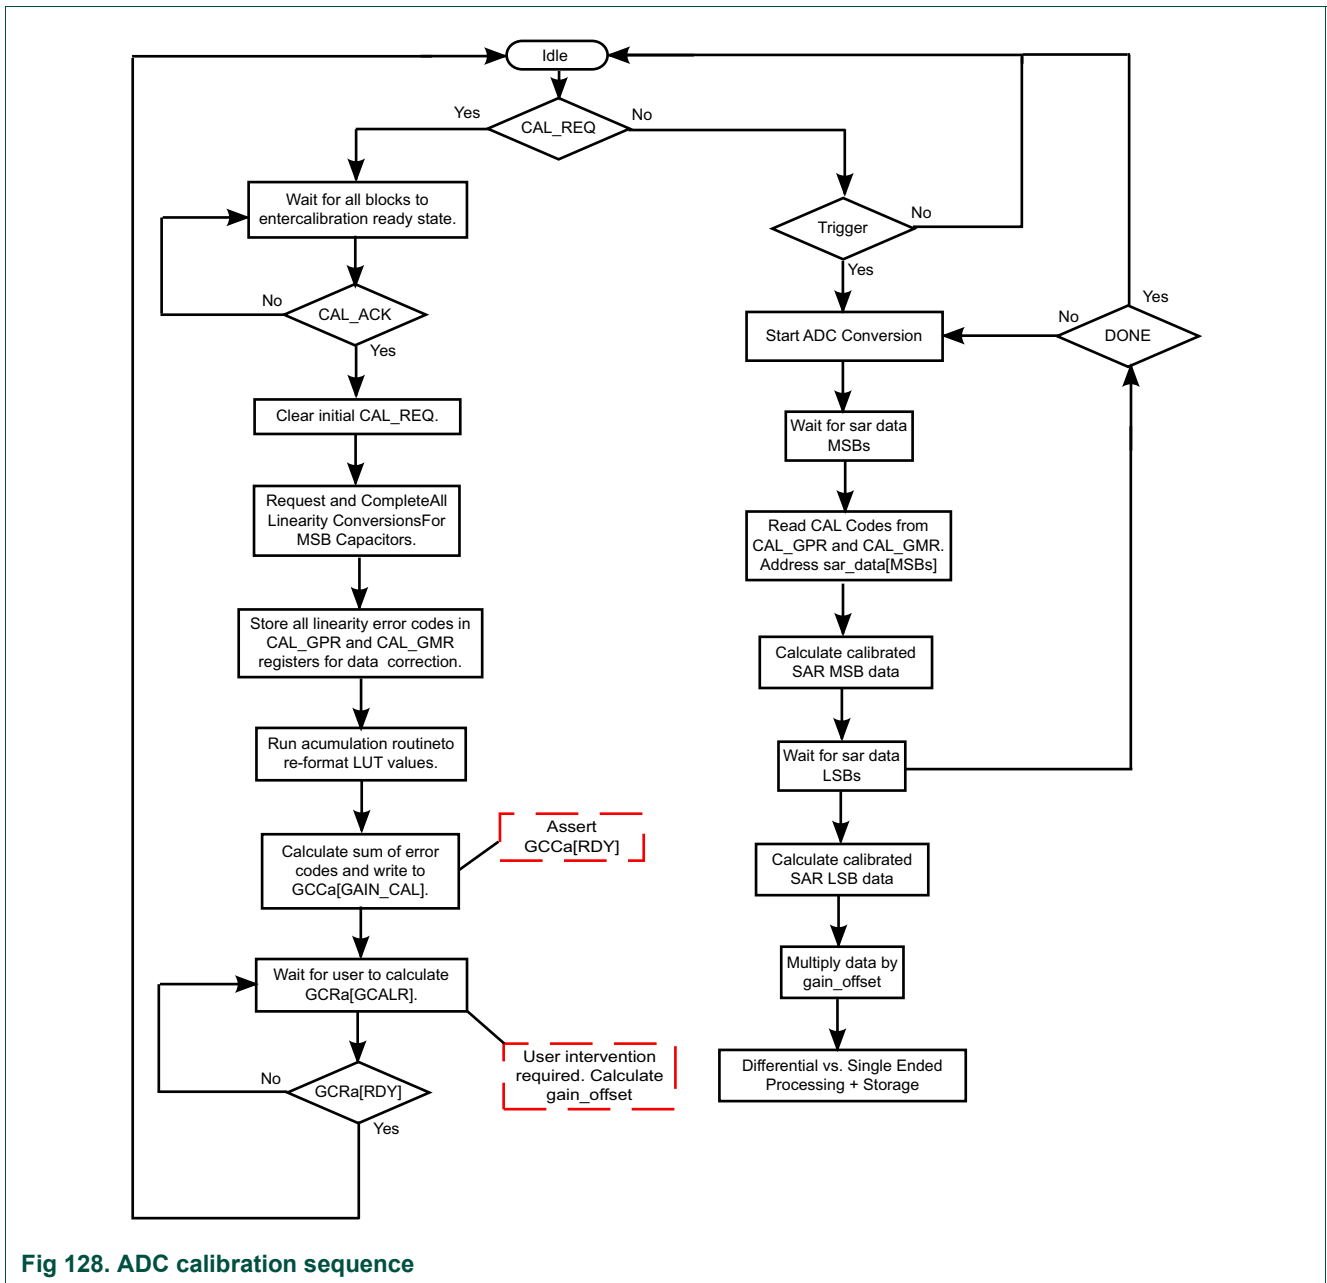 Idle
CAL_REQ
Yes
No
Wait for all blocks to
entercalibration ready state.
No
CAL_ACK
Yes
Clear initial CAL_REQ.
Request and CompleteAll
Linearity ConversionsFor
MSB Capacitors.
Store all linearity error codes in
CAL_GPR and CAL_GMR
registers for data correction.
Run acumulation routineto
re-format LUT values.
Calculate sum of error
codes and write to
GCCa[GAIN_CAL].
Assert
GCCa[RDY]
Wait for user to calculate
GCRa[GCALR].
User intervention
required. Calculate
gain_offset
No
GCRa[RDY]
Yes
Trigger
No
Yes
Start ADC Conversion
No
DONE
Yes
Wait for sar data
MSBs
Read CAL Codes from
CAL_GPR and CAL_GMR.
Address sar_data[MSBs]
Calculate calibrated
SAR MSB data
Wait for sar data
LSBs
Calculate calibrated
SAR LSB data
Multiply data by
gain_offset
Differential vs. Single Ended
Processing + Storage
Fig 128. ADC calibration sequence